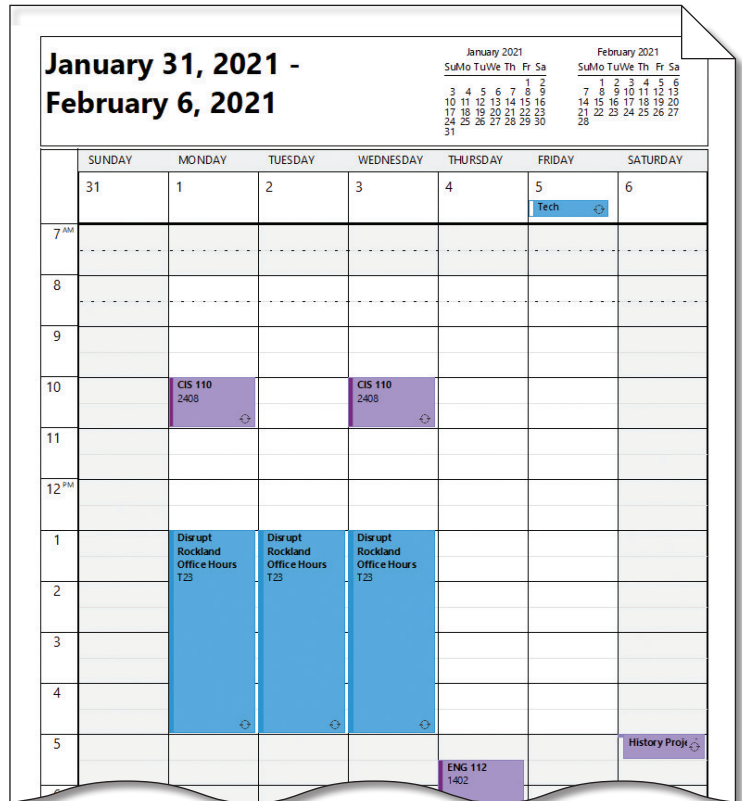 January 31, 2021 -
February 6, 2021
January 2021
SuMo TuWe Th Fr Sa
1 2
3 4 5 6 7 8 9
10 11 12 13 14 15 16
17 18 19 20 21 22 23
24 25 26 27 28 29 30
31
February 2021
SuMo TuWe Th Fr Sa
1 2 3 4 5 6
7 8 9 10 11 12 13
14 15 16 17 18 19 20
21 22 23 24 25 26 27
28
SUNDAY MONDAY TUESDAY WEDNESDAY THURSDAY FRIDAY SATURDAY
31 1 2 3 4 5 6
Tech
7 AM
8
9
10
CIS 110
2408
CIS 110
2408
11
12 PM
1
Disrupt
Rockland
Office Hours
T23
Disrupt
Rockland
Office Hours
T23
Disrupt
Rockland
Office Hours
T23
2
3
4
5
History Proje
ENG 112
1402